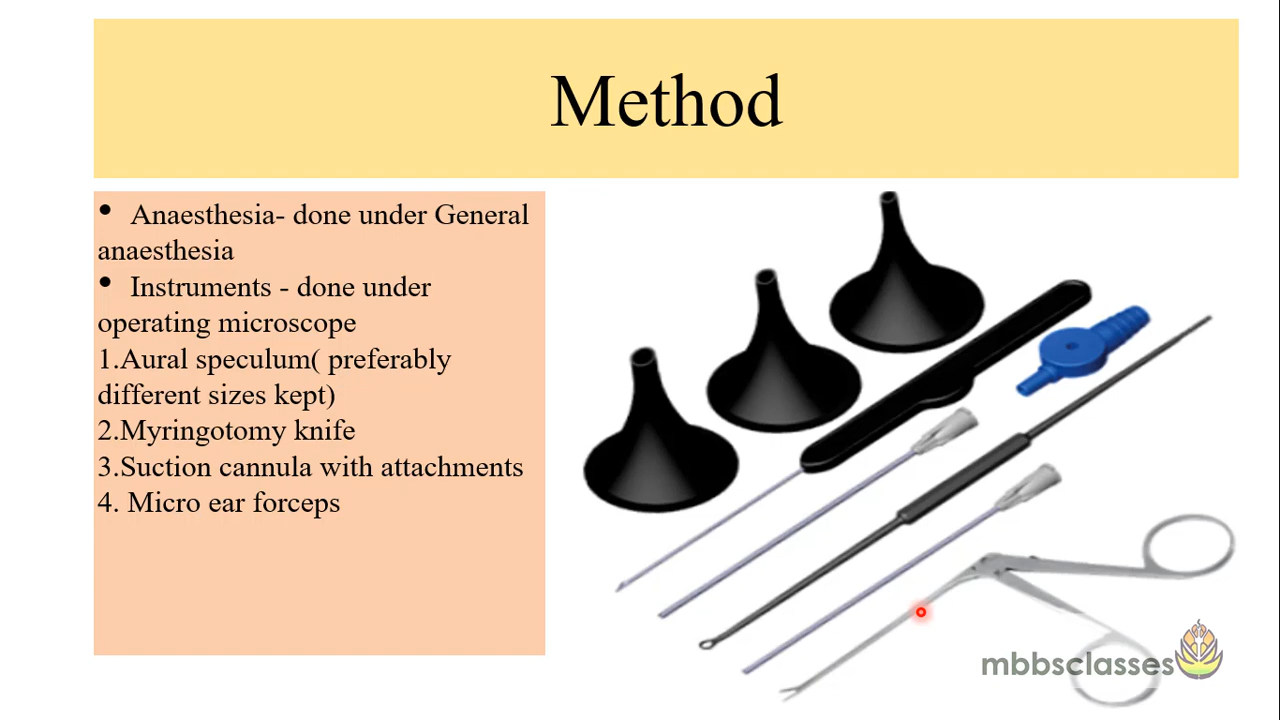 Method
• Anaesthesia- done under General
anaesthesia
• Instruments - done under
operating microscope
1.Aural speculum( preferably
different sizes kept)
2.Myringotomy knife
3.Suction cannula with attachments
4. Micro ear forceps
mbbsclasses